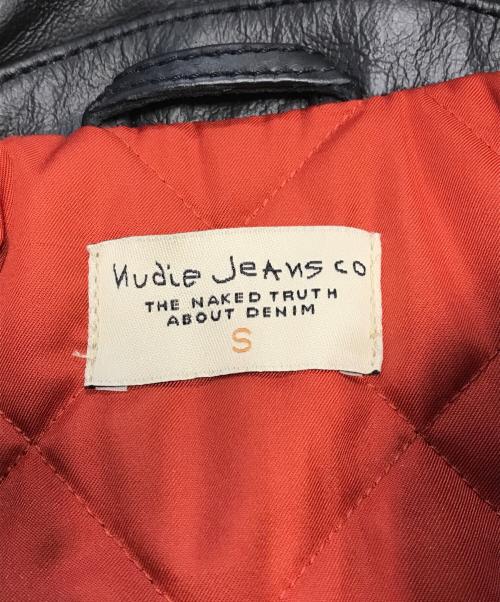 Nudie Jeans co
THE NAKED TRUTH
ABOUT DENIM
S